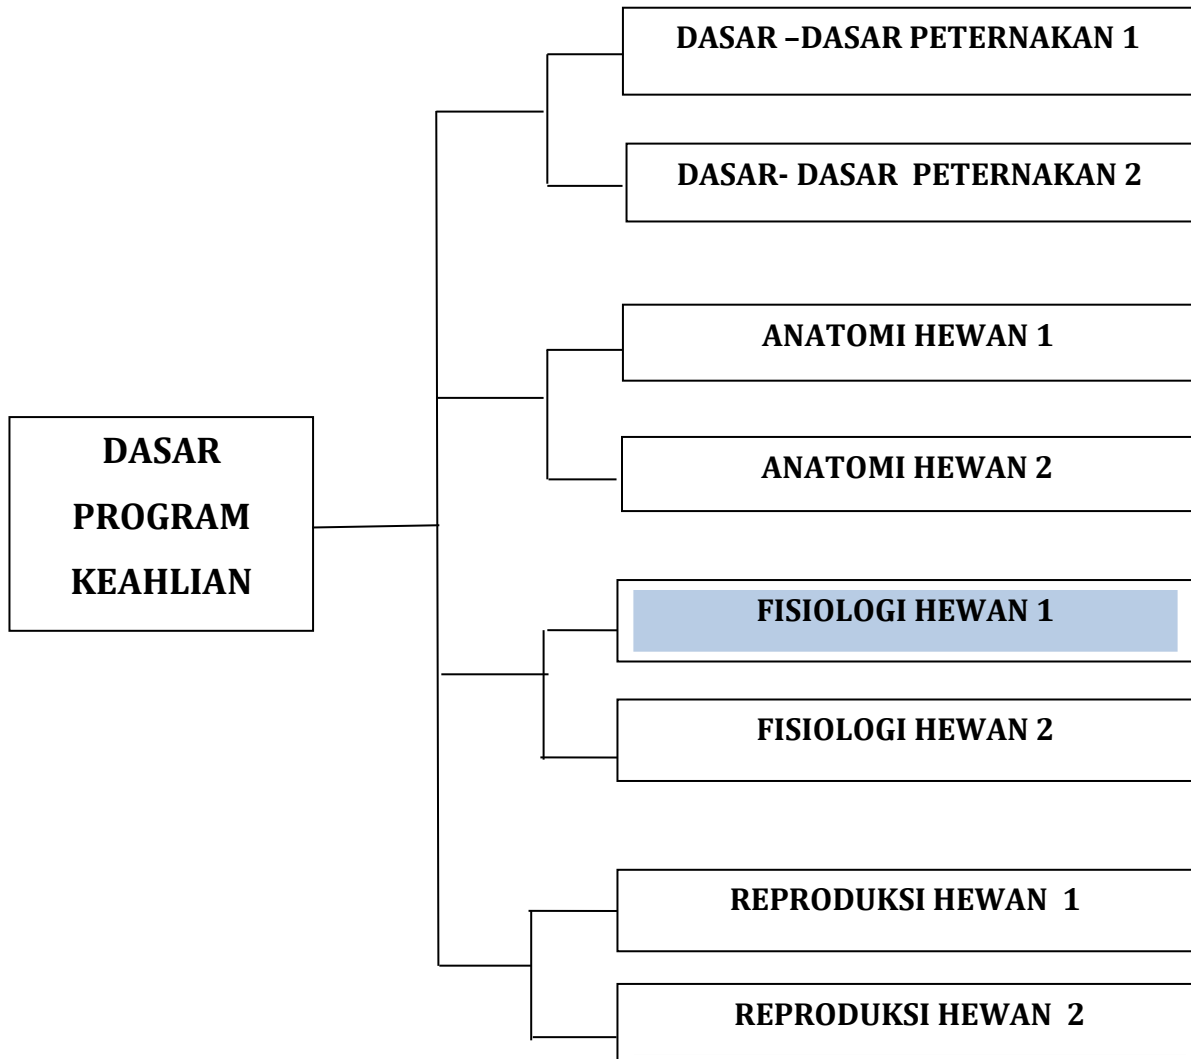 DASAR –DASAR PETERNAKAN 1
DASAR- DASAR PETERNAKAN 2
ANATOMI HEWAN 1
ANATOMI HEWAN 2
DASAR
PROGRAM
KEAHLIAN
FISIOLOGI HEWAN 1
FISIOLOGI HEWAN 2
REPRODUKSI HEWAN 1
REPRODUKSI HEWAN 2